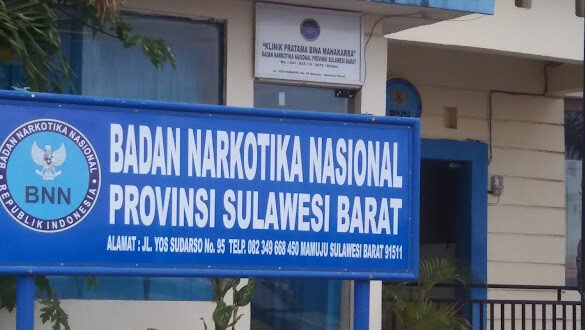 "KLINIK PRATAMA BINA MANAKARRA"
BADAN NARKOTIKA NASIONAL PROVINSI SULAWESI BARAT
BADAN NARKOTIKA NASIONAL
BNN
REPUBLIK INDONESIA
BADAN NARKOTIKA NASIONAL
PROVINSI SULAWESI BARAT
ALAMAT : JL. YOS SUDARSO No. 95 TELP. 082 349 668 450 MAMUJU SULAWESI BARAT 91511